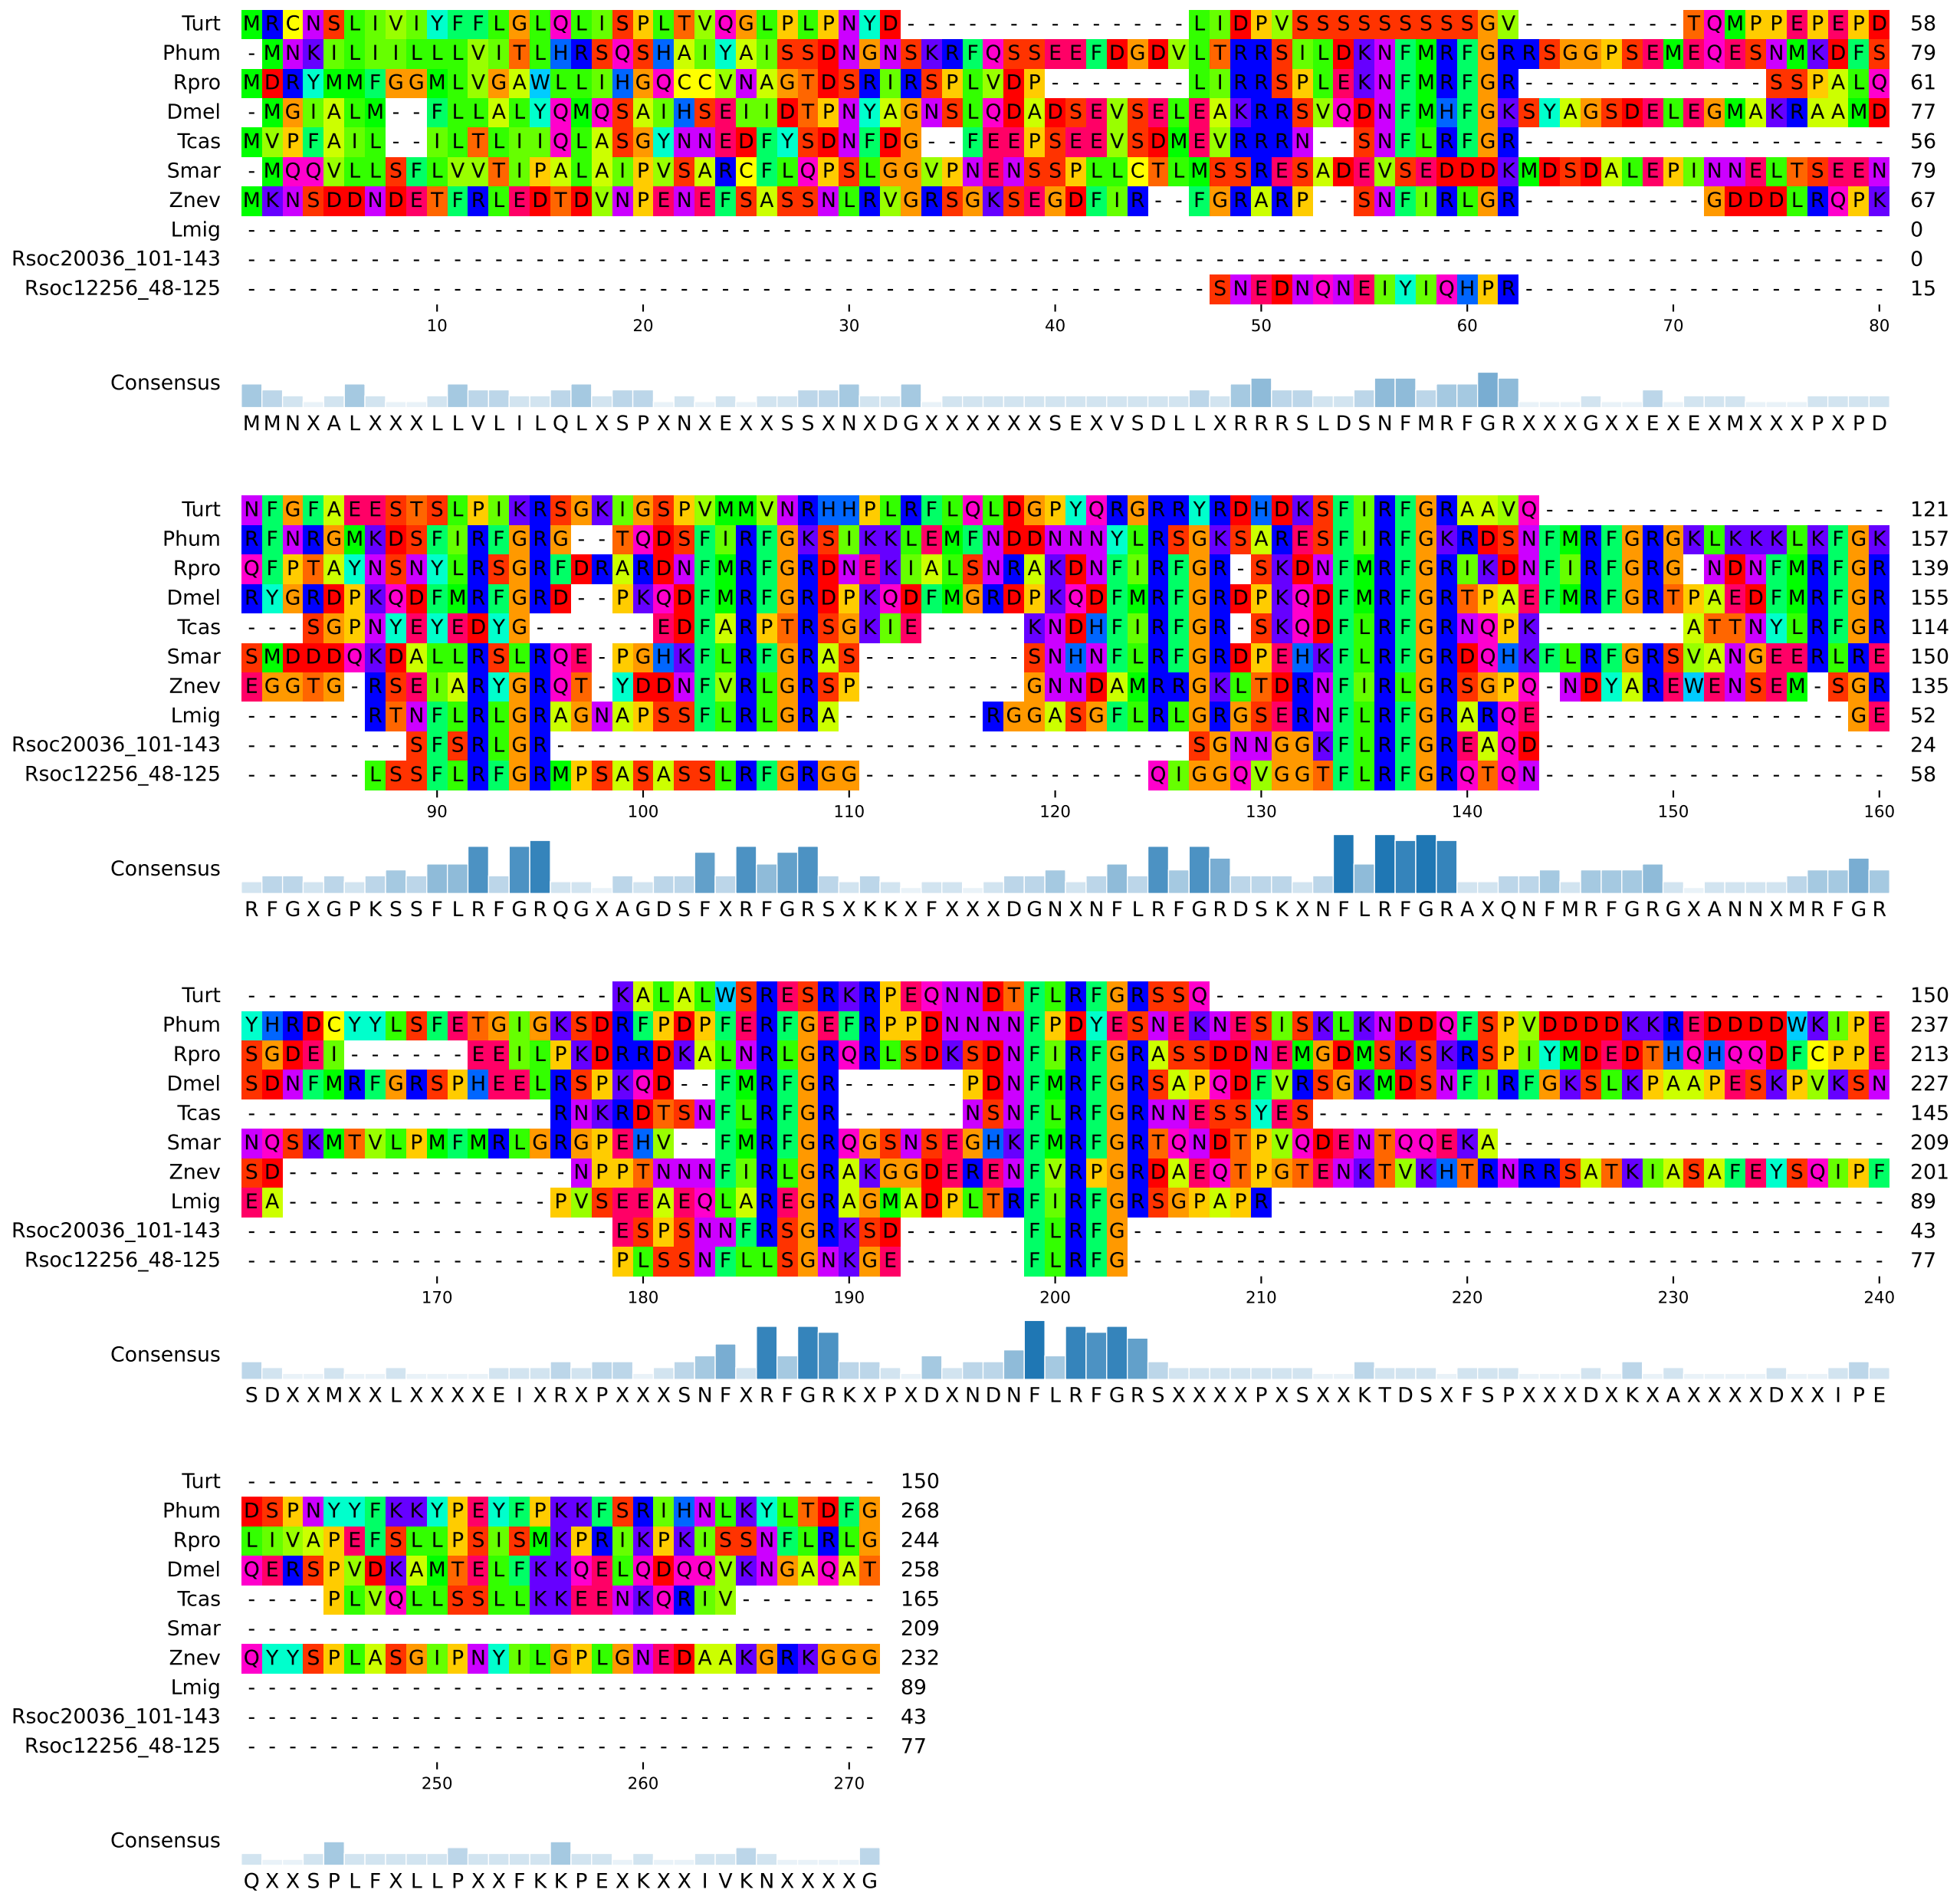 Turt MRCNSLIVIYFFLGLQLISPLTVQGLPLPNYD--------------LIDPVSSSSSSSSSGV--------TQMPPEPEPD 58
Phum -MNKILIILLLVITLHRSQSHAIYAISSDNGNSKRFQSSEEFDGDVLTRRSILDKNFMRFGRRSGGPSEMEQESNMKDFS 79
Rpro MDRYMMFGGMLVGAWLLIHGQCCVNAGTDSRIRSPLVDP-------LIRRSPLEKNFMRFGR------------SSPALQ 61
Dmel -MGIALM--FLLALYQMQSAIHSEIIDTPNYAGNSLQDADSEVSELEAKRRSVQDNFMHFGKSYAGSDELEGMAKRAAMD 77
Tcas MVPFAIL--ILTLIIQLASGYNNEDFYSDNFDG--FEEPSEEVSDMEVRRRN--SNFLRFGR------------------ 56
Smar -MQQVLLSFLVVTIPALAIPVSARCFLQPSLGGVPNENSSPLLCTLMSSRESADEVSEDDDKMDSDALEPINNELTSEEN 79
Znev MKNSDDNDETFRLEDTDVNPENEFSASSNLRVGRSGKSEGDFIR--FGRARP--SNFIRLGR---------GDDDLRQPK 67
Lmig -------------------------------------------------------------------------------- 0
Rsoc20036_101-143 -------------------------------------------------------------------------------- 0
Rsoc12256_48-125 -----------------------------------------------SNEDNQNEIYIQHPR------------------ 15
10 20 30 40 50 60 70 80
Consensus
MMNXALXXXLLVLILQLXSPXNXEXXSSXNXDGXXXXXXSEXVSDLLXRRRSLDSNFMRFGRXXXGXXEXEXMXXXPXPD
Turt NFGFAEESTSLPIKRSGKIGSPVMMVNRHHPLRFLQLDGPYQRGRRYRDHDKSFIRFGRAAVQ----------------- 121
Phum RFNRGMKDSFIRFGRG--TQDSFIRFGKSIKKLEMFNDDNNNYLRSGKSARESFIRFGKRDSNFMRFGRGKLKKKLKFGK 157
Rpro QFPTAYNSNYLRSGRFDRARDNFMRFGRDNEKIALSNRAKDNFIRFGR-SKDNFMRFGRIKDNFIRFGRG-NDNFMRFGR 139
Dmel RYGRDPKQDFMRFGRD--PKQDFMRFGRDPKQDFMGRDPKQDFMRFGRDPKQDFMRFGRTPAEFMRFGRTPAEDFMRFGR 155
Tcas ---SGPNYEYEDYG------EDFARPTRSGKIE-----KNDHFIRFGR-SKQDFLRFGRNQPK-------ATTNYLRFGR 114
Smar SMDDDQKDALLRSLRQE-PGHKFLRFGRAS--------SNHNFLRFGRDPEHKFLRFGRDQHKFLRFGRSVANGEERLRE 150
Znev EGGTG-RSEIARYGRQT-YDDNFVRLGRSP--------GNNDAMRRGKLTDRNFIRLGRSGPQ-NDYAREWENSEM-SGR 135
Lmig ------RTNFLRLGRAGNAPSSFLRLGRA-------RGGASGFLRLGRGSERNFLRFGRARQE---------------GE 52
Rsoc20036_101-143 --------SFSRLGR-------------------------------SGNNGGKFLRFGREAQD----------------- 24
Rsoc12256_48-125 ------LSSFLRFGRMPSASASSLRFGRGG--------------QIGGQVGGTFLRFGRQTQN----------------- 58
90 100 110 120 130 140 150 160
Consensus
RFGXGPKSSFLRFGRQGXAGDSFXRFGRSXKKXFXXXDGNXNFLRFGRDSKXNFLRFGRAXQNFMRFGRGXANNXMRFGR
Turt ------------------KALALWSRESRKRPEQNNDTFLRFGRSSQ--------------------------------- 150
Phum YHRDCYYLSFETGIGKSDRFPDPFERFGEFRPPDNNNNFPDYESNEKNESISKLKNDDQFSPVDDDDKKREDDDDWKIPE 237
Rpro SGDEI------EEILPKDRRDKALNRLGRQRLSDKSDNFIRFGRASSDDNEMGDMSKSKRSPIYMDEDTHQHQQDFCPPE 213
Dmel SDNFMRFGRSPHEELRSPKQD--FMRFGR------PDNFMRFGRSAPQDFVRSGKMDSNFIRFGKSLKPAAPESKPVKSN 227
Tcas ---------------RNKRDTSNFLRFGR------NSNFLRFGRNNESSYES---------------------------- 145
Smar NQSKMTVLPMFMRLGRGPEHV--FMRFGRQGSNSEGHKFMRFGRTQNDTPVQDENTQQEKA------------------- 209
Znev SD--------------NPPTNNNFIRLGRAKGGDERENFVRPGRDAEQTPGTENKTVKHTRNRRSATKIASAFEYSQIPF 201
Lmig EA-------------PVSEEAEQLAREGRAGMADPLTRFIRFGRSGPAPR------------------------------ 89
Rsoc20036_101-143 ------------------ESPSNNFRSGRKSD------FLRFG------------------------------------- 43
Rsoc12256_48-125 ------------------PLSSNFLLSGNKGE------FLRFG------------------------------------- 77
170 180 190 200 210 220 230 240
Consensus
SDXXMXXLXXXXEIXRXPXXXSNFXRFGRKXPXDXNDNFLRFGRSXXXXPXSXXKTDSXFSPXXXDXKXAXXXXDXXIPE
Turt ------------------------------- 150
Phum DSPNYYFKKYPEYFPKKFSRIHNLKYLTDFG 268
Rpro LIVAPEFSLLPSISMKPRIKPKISSNFLRLG 244
Dmel QERSPVDKAMTELFKKQELQDQQVKNGAQAT 258
Tcas ----PLVQLLSSLLKKEENKQRIV------- 165
Smar ------------------------------- 209
Znev QYYSPLASGIPNYILGPLGNEDAAKGRKGGG 232
Lmig ------------------------------- 89
Rsoc20036_101-143 ------------------------------- 43
Rsoc12256_48-125 ------------------------------- 77
250 260 270
Consensus
QXXSPLFXLLPXXFKKPEXKXXIVKNXXXXG